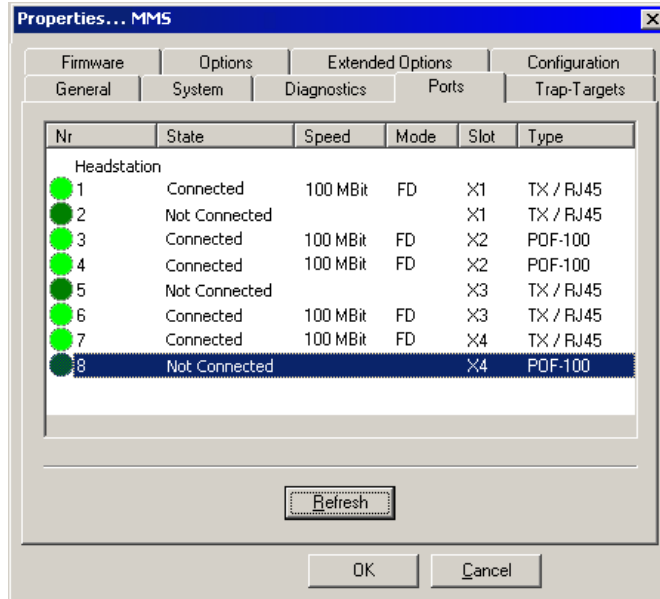 Properties... MMS
Firmware Options Extended Options Configuration
General System Diagnostics Ports Trap-Targets
Nr State Speed Mode Slot Type
Headstation
1 Connected 100 MBit FD X1 TX / RJ45
2 Not Connected X1 TX / RJ45
3 Connected 100 MBit FD X2 POF-100
4 Connected 100 MBit FD X2 POF-100
5 Not Connected X3 TX / RJ45
6 Connected 100 MBit FD X3 TX / RJ45
7 Connected 100 MBit FD X4 TX / RJ45
8 Not Connected X4 POF-100
Refresh
OK Cancel